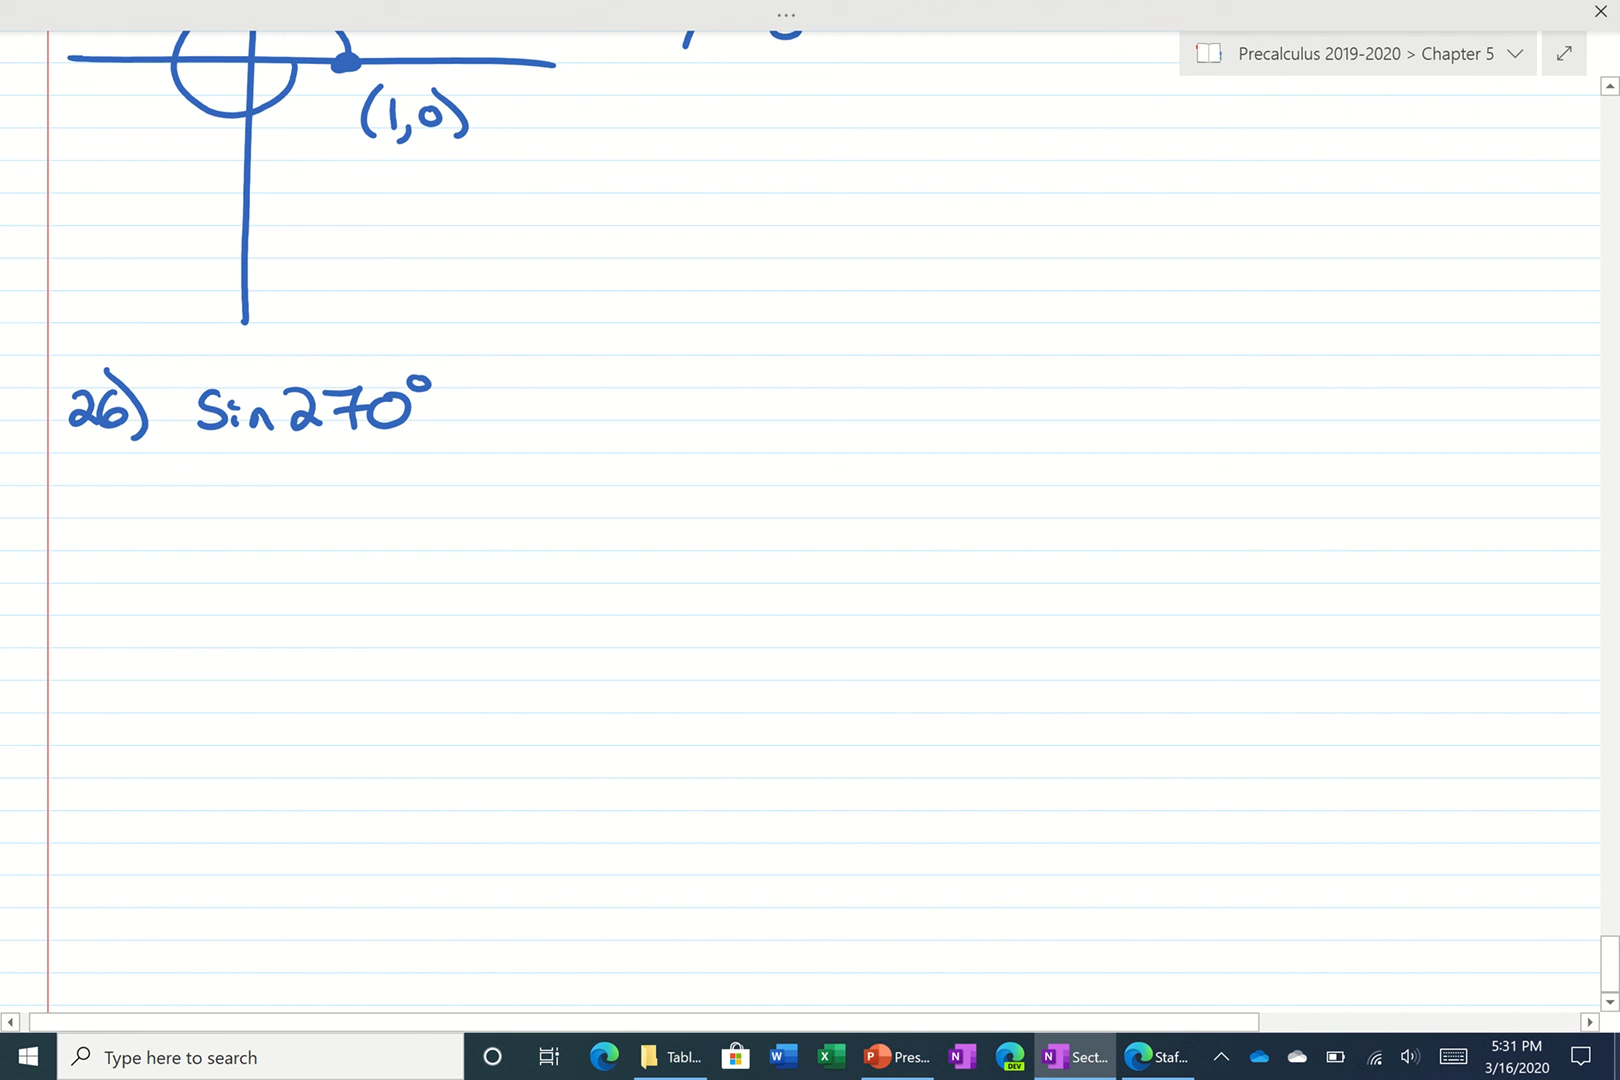 ...
Precalculus 2019-2020 > Chapter 5
(1,0)
26) Sin 270°
Type here to search
Tabl...
W
X
P
Pres...
N
DEV
N
Sect...
Staf...
5:31 PM
3/16/2020